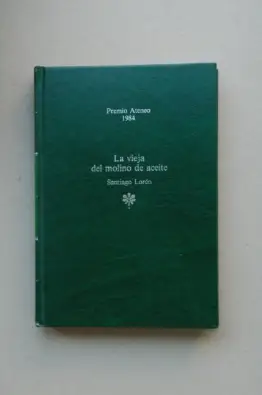 Premio Ateneo
1984
La vieja
del molino de aceite
Santiago Lorén